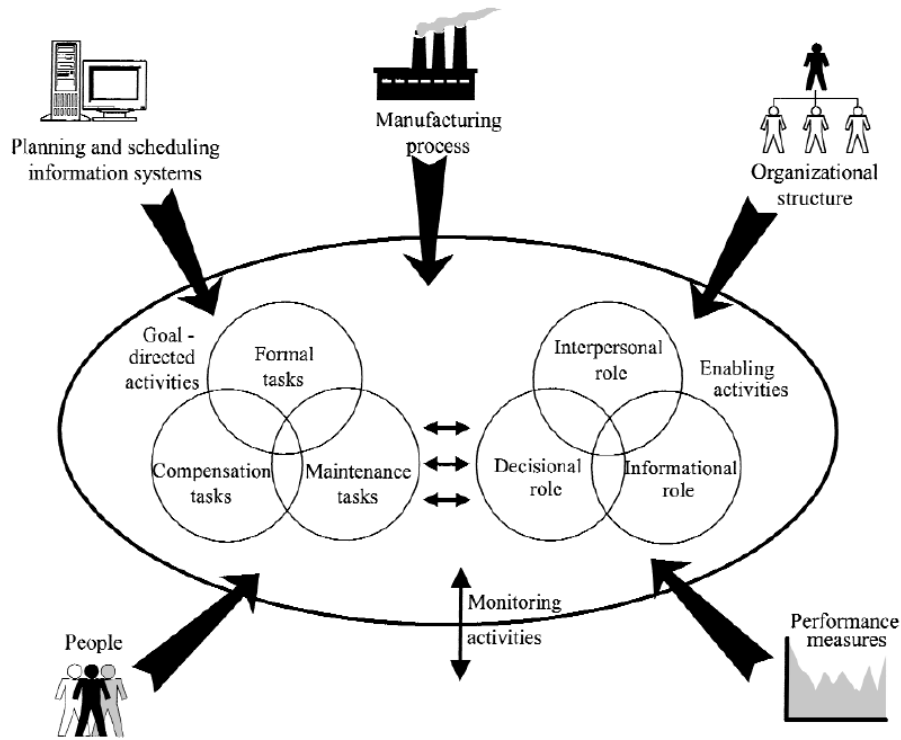 Planning and scheduling
information systems
Manufacturing
process
Organizational
structure
Goal -
directed
activities
Formal
tasks
Compensation
tasks
Maintenance
tasks
Interpersonal
role
Enabling
activities
Decisional
role
Informational
role
Monitoring
activities
People
Performance
measures